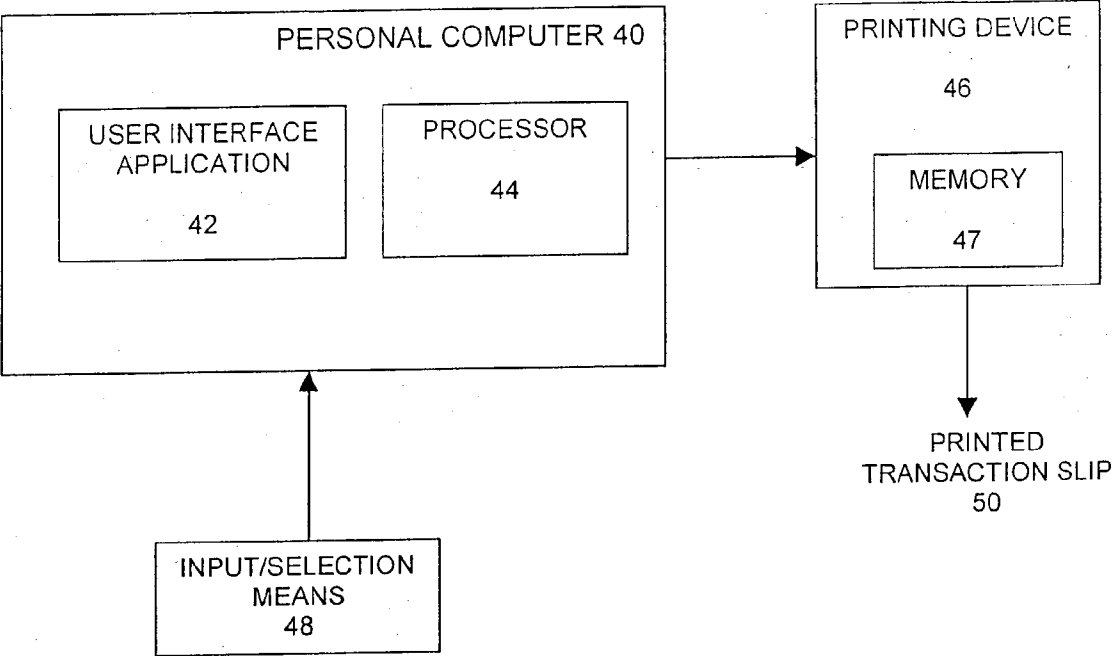 PERSONAL COMPUTER 40
USER INTERFACE
APPLICATION
42
PROCESSOR
44
PRINTING DEVICE
46
MEMORY
47
INPUT/SELECTION
MEANS
48
PRINTED
TRANSACTION SLIP
50